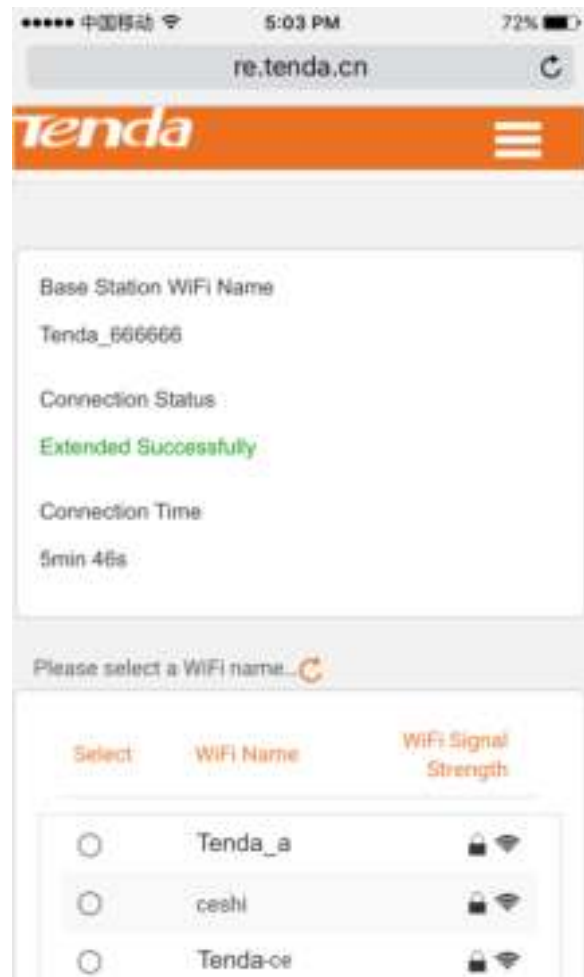 中国移动 5:03 PM 72%
re.tenda.cn
Tenda
Base Station WiFi Name
Tenda_666666
Connection Status
Extended Successfully
Connection Time
5min 46s
Please select a WiFi name...
Select WiFi Name WiFi Signal
Strength
Tenda_a
ceshi
Tenda-ce